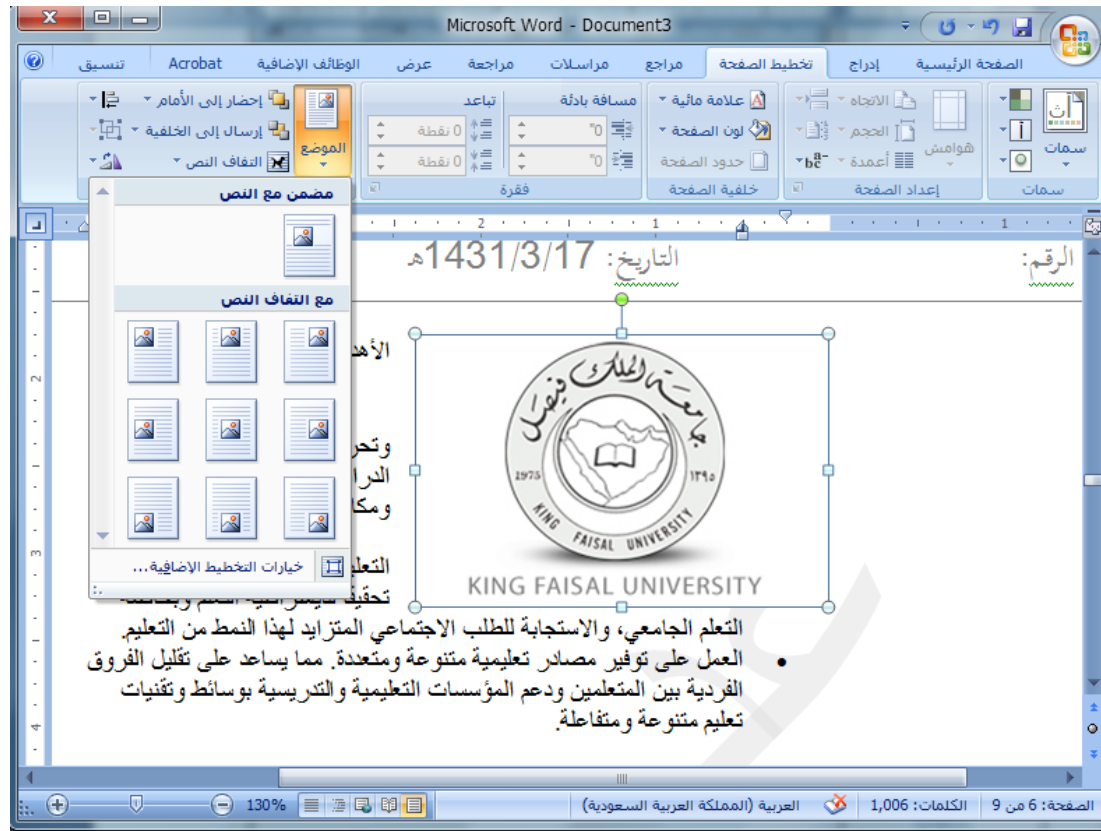 Microsoft Word - Document3
الصفحة الرئيسية
إدراج
تخطيط الصفحة
مراجع
مراسلات
مراجعة
عرض
الوظائف الإضافية
Acrobat
تنسيق
سمات
سمات
هوامش
الاتجاه
الحجم
أعمدة
إعداد الصفحة
علامة مائية
لون الصفحة
حدود الصفحة
خلفية الصفحة
مسافة بادئة
0"
0"
تباعد
0 نقطة
0 نقطة
فقرة
الموضع
إحضار إلى الأمام
إرسال إلى الخلفية
التفاف النص
مضمن مع النص
مع التفاف النص
خيارات التخطيط الإضافية...
1 1 2
2
3
4
الرقم:
التاريخ: 1431/3/17هـ
جامعة الملك فيصل
1975 ١٣٩٥
KING FAISAL UNIVERSITY
KING FAISAL UNIVERSITY
التعلم الجامعي، والاستجابة للطلب الاجتماعي المتزايد لهذا النمط من التعليم.
• العمل على توفير مصادر تعليمية متنوعة ومتعددة. مما يساعد على تقليل الفروق
الفردية بين المتعلمين ودعم المؤسسات التعليمية والتدريسية بوسائط وتقنيات
تعليم متنوعة ومتفاعلة.
الصفحة: 6 من 9
الكلمات: 1,006
العربية (المملكة العربية السعودية)
130%